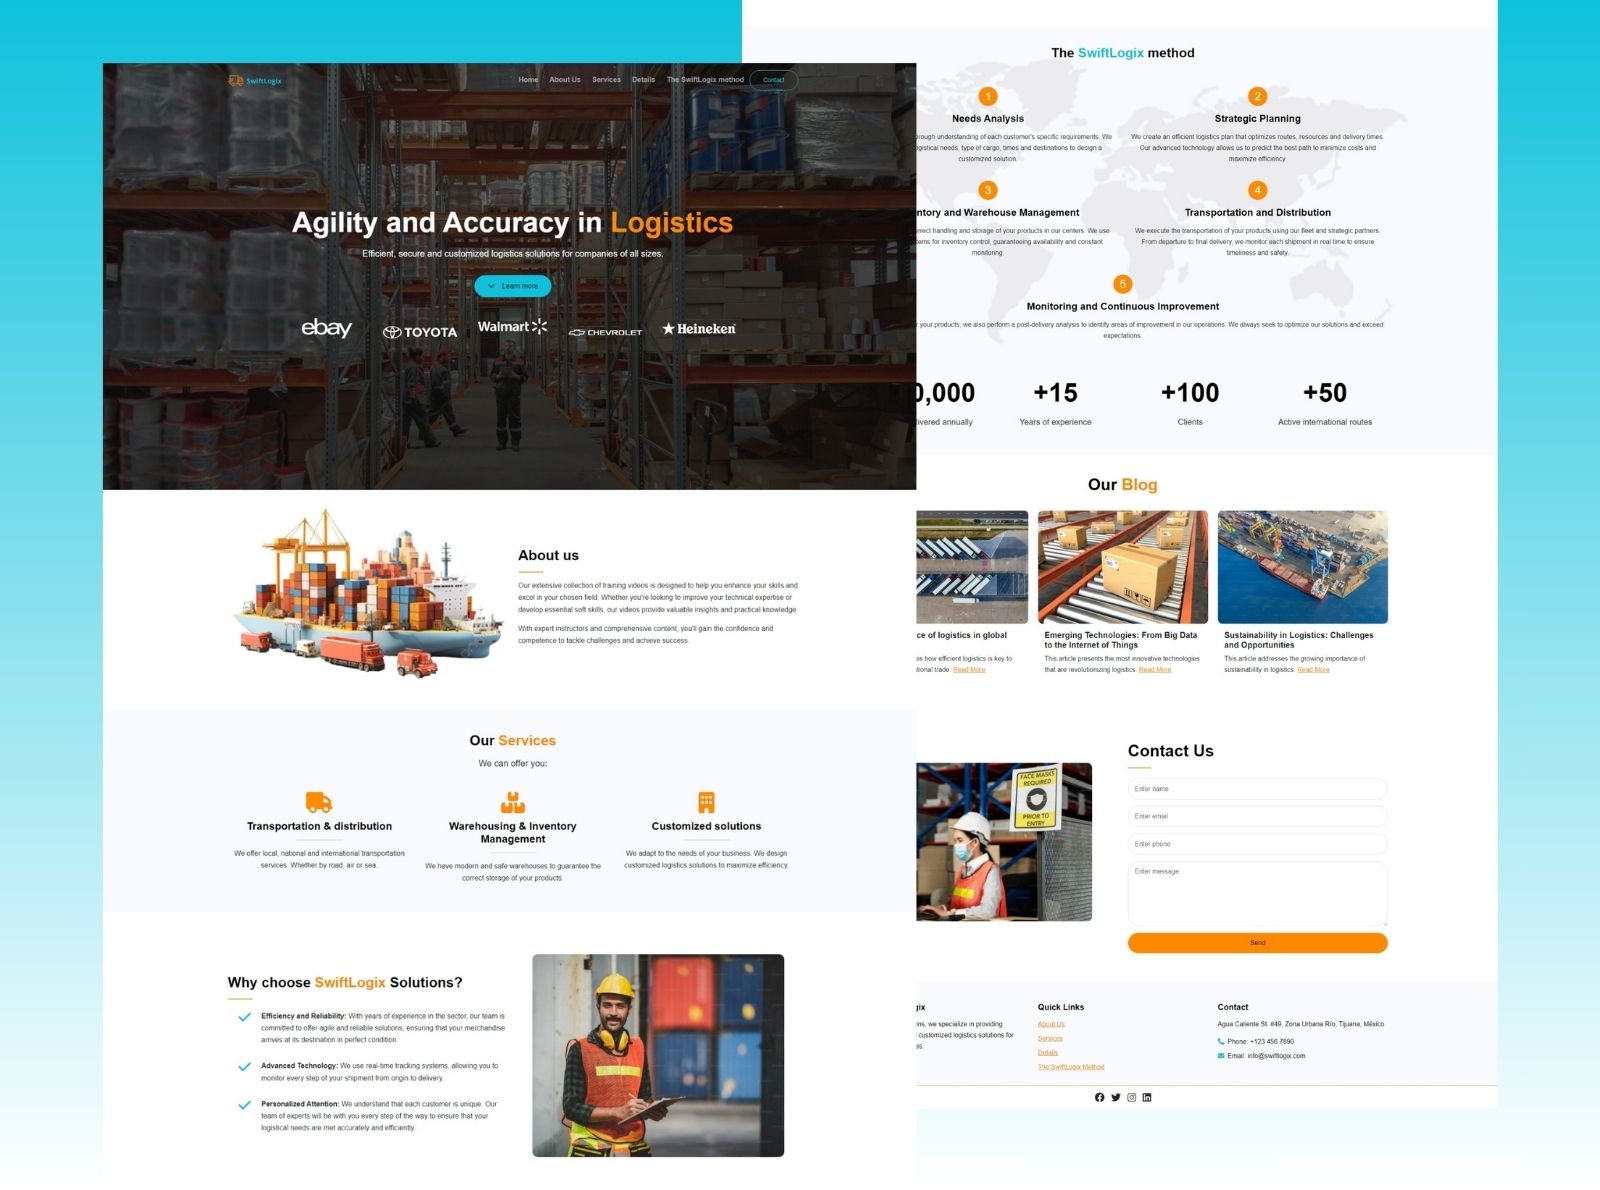 SwiftLogix
Home About Us Services Details The SwiftLogix method Contact
Agility and Accuracy in Logistics
Efficient, secure and customized logistics solutions for companies of all sizes.
Learn more
ebay TOYOTA Walmart CHEVROLET Heineken
About us
Our extensive collection of training videos is designed to help you enhance your skills and
excel in your chosen field. Whether you're looking to improve your technical expertise or
develop essential soft skills, our videos provide valuable insights and practical knowledge
With expert instructors and comprehensive content, you'll gain the confidence and
competence to tackle challenges and achieve success.
Our Services
We can offer you:
Transportation & distribution
We offer local, national and international transportation
services. Whether by road, air or sea.
Warehousing & Inventory
Management
We have modern and safe warehouses to guarantee the
correct storage of your products.
Customized solutions
We adapt to the needs of your business. We design
customized logistics solutions to maximize efficiency.
Why choose SwiftLogix Solutions?
Efficiency and Reliability: With years of experience in the sector, our team is
committed to offer agile and reliable solutions, ensuring that your merchandise
arrives at its destination in perfect condition.
Advanced Technology: We use real-time tracking systems, allowing you to
monitor every step of your shipment from origin to delivery.
Personalized Attention: We understand that each customer is unique. Our
team of experts will be with you every step of the way to ensure that your
logistical needs are met accurately and efficiently.
The SwiftLogix method
1
Needs Analysis
rough understanding of each customer's specific requirements. We
ogistical needs, type of cargo, times and destinations to design a
customized solution.
2
Strategic Planning
We create an efficient logistics plan that optimizes routes, resources and delivery times.
Our advanced technology allows us to predict the best path to minimize costs and
maximize efficiency.
3
ntory and Warehouse Management
rrect handling and storage of your products in our centers. We use
tems for inventory control, guaranteeing availability and constant
monitoring.
4
Transportation and Distribution
We execute the transportation of your products using our fleet and strategic partners.
From departure to final delivery, we monitor each shipment in real time to ensure
timeliness and safety.
5
Monitoring and Continuous Improvement
your products; we also perform a post-delivery analysis to identify areas of improvement in our operations. We always seek to optimize our solutions and exceed
expectations.
0,000 +15 +100 +50
ivered annually Years of experience Clients Active international routes
Our Blog
ce of logistics in global
es how efficient logistics is key to
tional trade. Read More
Emerging Technologies: From Big Data
to the Internet of Things
This article presents the most innovative technologies
that are revolutionizing logistics. Read More
Sustainability in Logistics: Challenges
and Opportunities
This article addresses the growing importance of
sustainability in logistics. Read More
FACE MASKS
REQUIRED
PRIOR TO
ENTRY
Contact Us
Enter name
Enter email
Enter phone
Enter message
Send
gix
ons, we specialize in providing
customized logistics solutions for
es.
Quick Links
About Us
Services
Details
The SwiftLogix Method
Contact
Agua Caliente St. #49, Zona Urbana Río, Tijuana, México
Phone: +123 456 7890
Email: info@swiftlogix.com